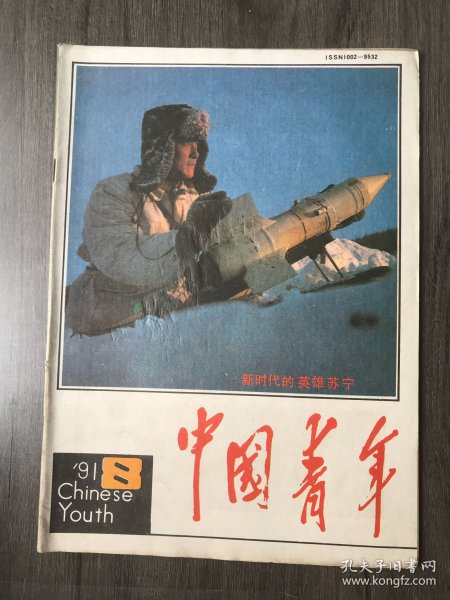 ISSN1002—9532
新时代的英雄苏宁
中国青年
'91 8
Chinese
Youth
孔夫子旧书网
www.kongfz.com